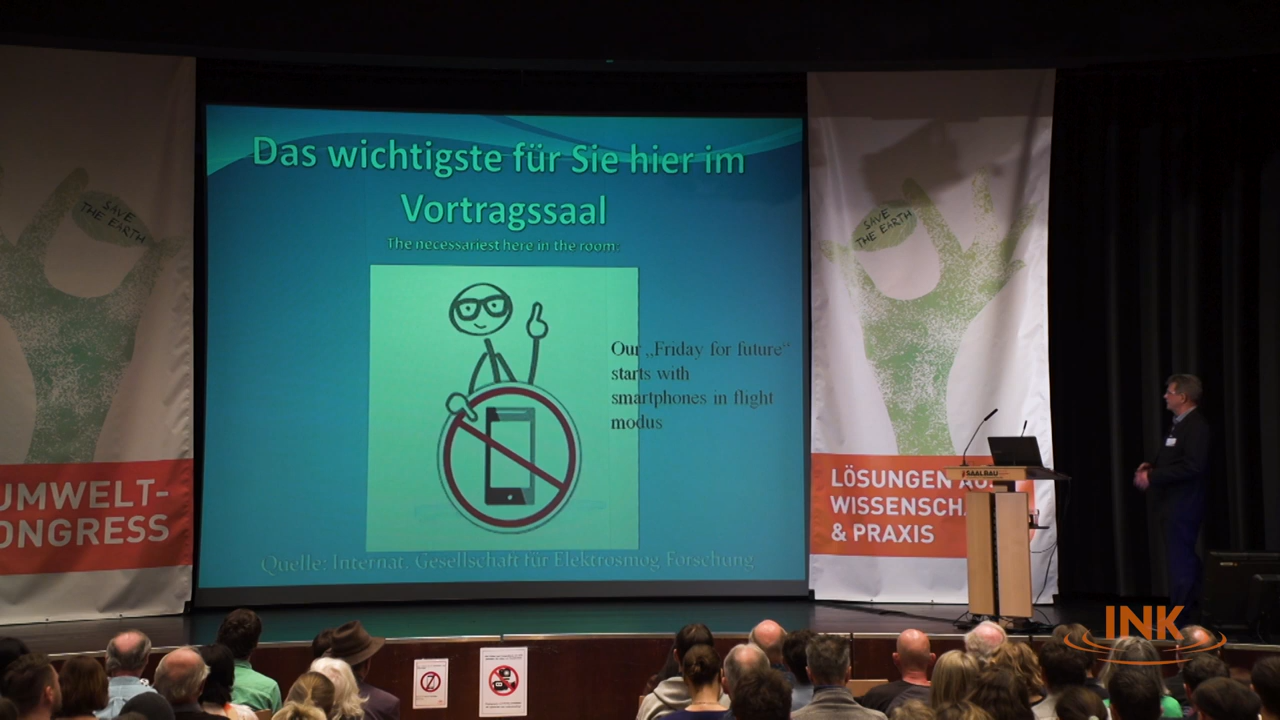 Das wichtigste für Sie hier im
Vortragssaal
The necessariest here in the room:
Our „Friday for future“
starts with
smartphones in flight
modus
Quelle: Internat. Gesellschaft für Elektrosmog Forschung
SAVE
THE EARTH
UMWELT-
ONGRESS
SAVE
THE EARTH
LÖSUNGEN
WISSENSCH
& PRAXIS
SAALBAU
INK